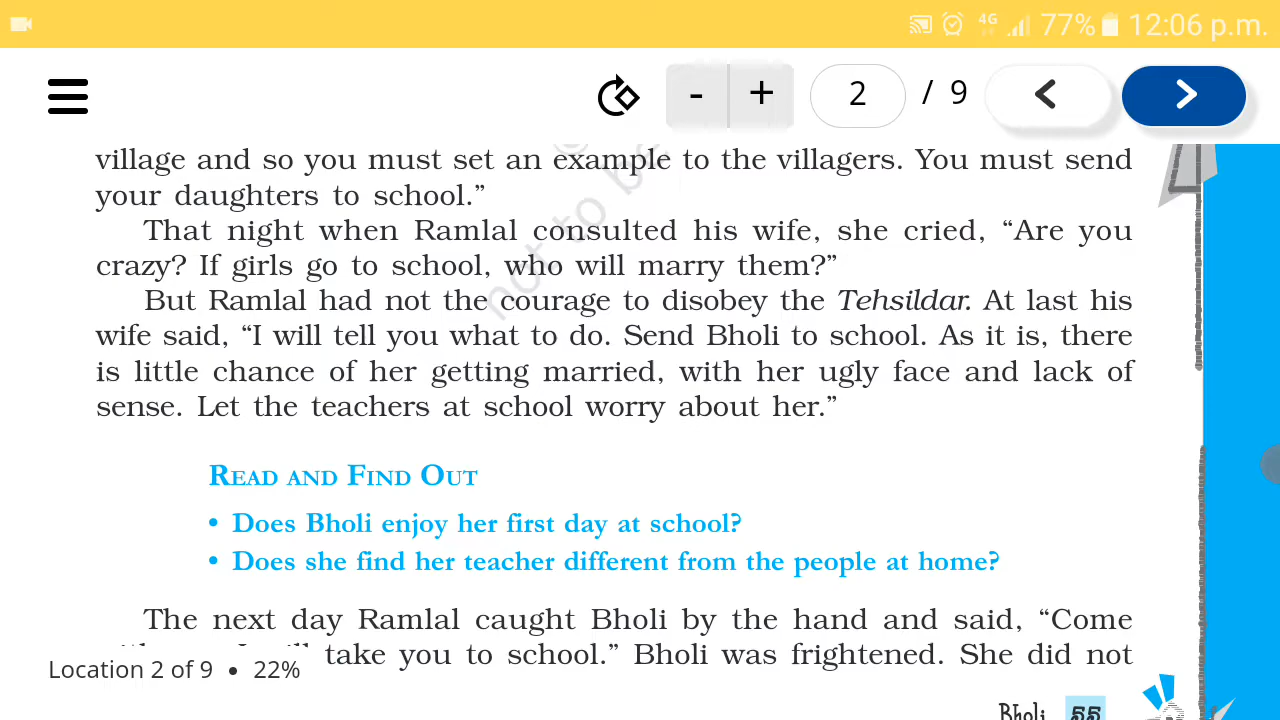 4G 77% 12:06 p.m.
- + 2 / 9 < >
village and so you must set an example to the villagers. You must send
your daughters to school.”
not to be
That night when Ramlal consulted his wife, she cried, “Are you
crazy? If girls go to school, who will marry them?”
But Ramlal had not the courage to disobey the Tehsildar. At last his
wife said, “I will tell you what to do. Send Bholi to school. As it is, there
is little chance of her getting married, with her ugly face and lack of
sense. Let the teachers at school worry about her.”
READ AND FIND OUT
• Does Bholi enjoy her first day at school?
• Does she find her teacher different from the people at home?
The next day Ramlal caught Bholi by the hand and said, “Come
take you to school.” Bholi was frightened. She did not
Location 2 of 9 • 22%
Bholi 55